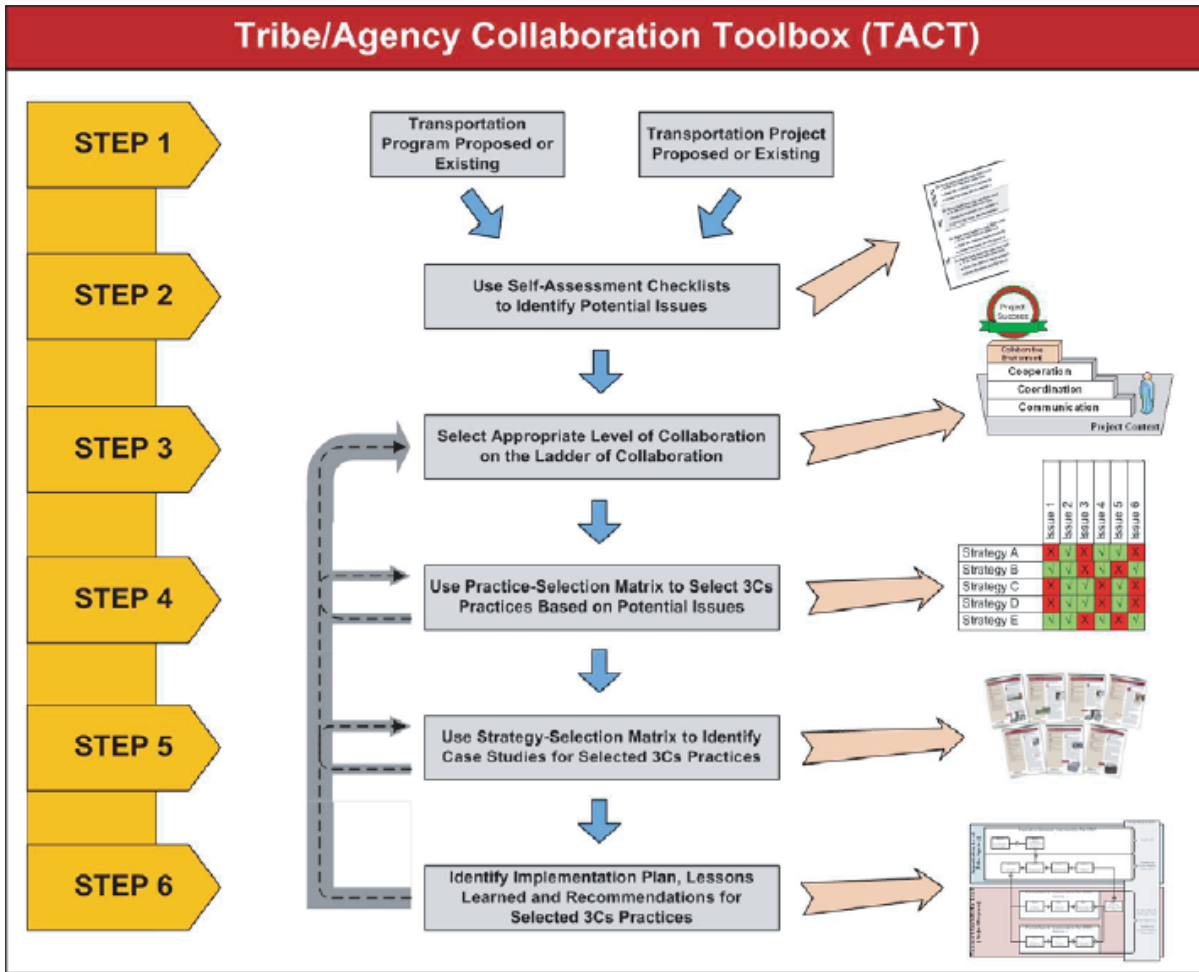 Tribe/Agency Collaboration Toolbox (TACT)
STEP 1
Transportation
Program Proposed or
Existing
Transportation Project
Proposed or Existing
STEP 2
Use Self-Assessment Checklists
to Identify Potential Issues
Project
Success
Collaborative
Environment
Cooperation
Coordination
Communication
Project Context
STEP 3
Select Appropriate Level of Collaboration
on the Ladder of Collaboration
STEP 4
Use Practice-Selection Matrix to Select 3Cs
Practices Based on Potential Issues
Issue 1
Issue 2
Issue 3
Issue 4
Issue 5
Issue 6
Strategy A X √ X √ √ X
Strategy B √ √ X √ X √
Strategy C X √ √ X √ X
Strategy D X √ √ X √ X
Strategy E √ √ X √ X √
STEP 5
Use Strategy-Selection Matrix to Identify
Case Studies for Selected 3Cs Practices
STEP 6
Identify Implementation Plan, Lessons
Learned and Recommendations for
Selected 3Cs Practices